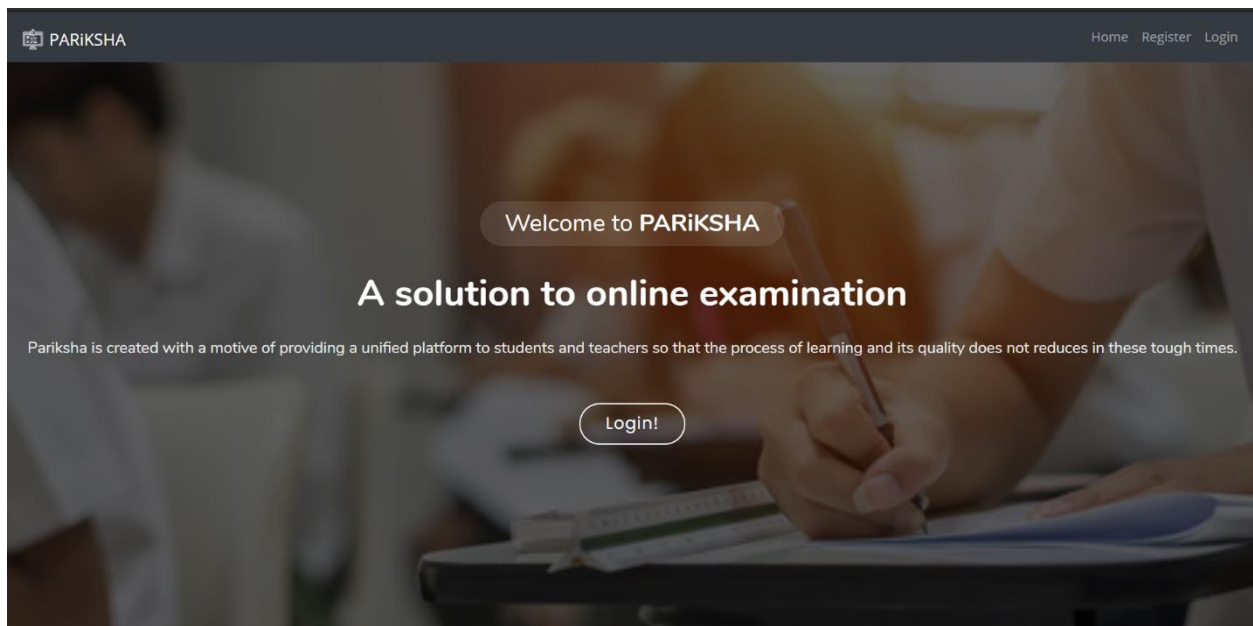 PARiKSHA
Home Register Login
Welcome to PARiKSHA
A solution to online examination
Pariksha is created with a motive of providing a unified platform to students and teachers so that the process of learning and its quality does not reduces in these tough times.
Login!